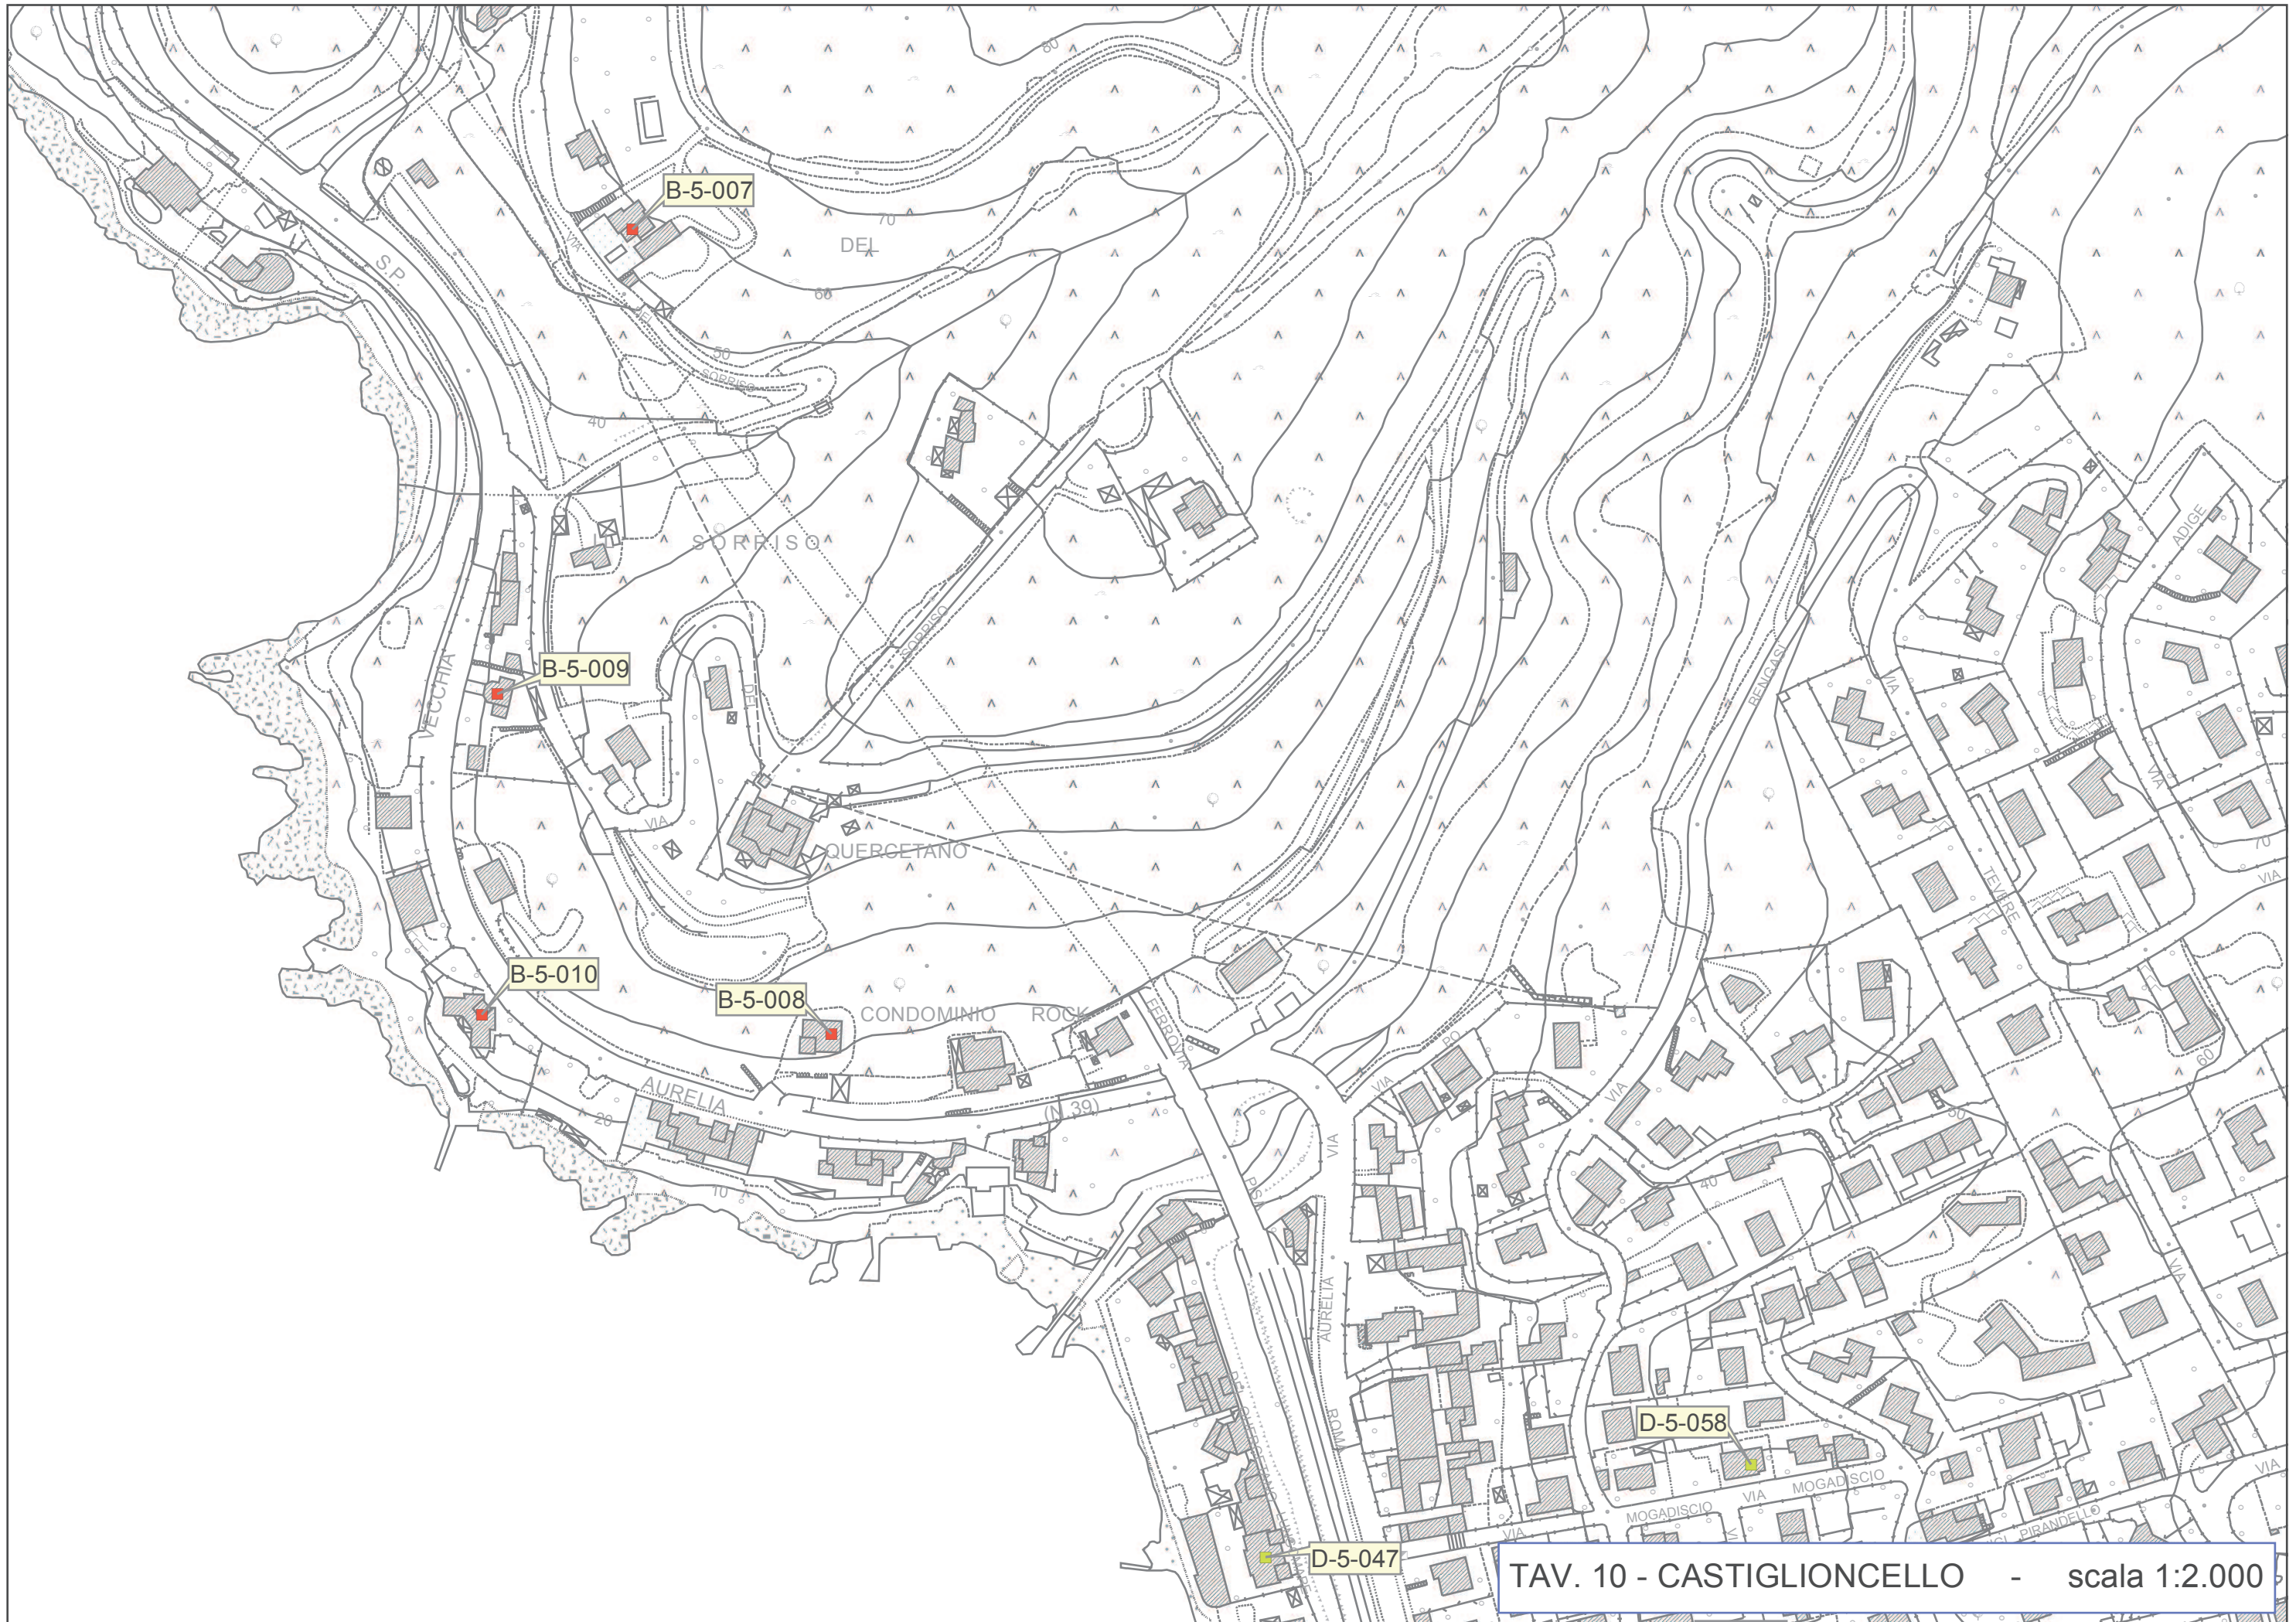 80
B-5-007
70
DEL
S.P.
VIA
60
DEL
50
SORRISO
40
ADIGE
SORRISO
SORRISO
VECCHIA
B-5-009
DEL
BENGASI
VIA
VIA
VIA
QUERCETANO
70
VIA
TEVERE
B-5-010
B-5-008
CONDOMINIO ROCK
FERROVIA
PO
VIA
60
AURELIA
(N.39)
VIA
50
20
VIA
40
10
PISA
VIA
AURELIA
ROMA
D-5-058
VIA
MOGADISCIO
VIA
MOGADISCIO
VIA
PIRANDELLO
D-5-047
TAV. 10 - CASTIGLIONCELLO - scala 1:2.000